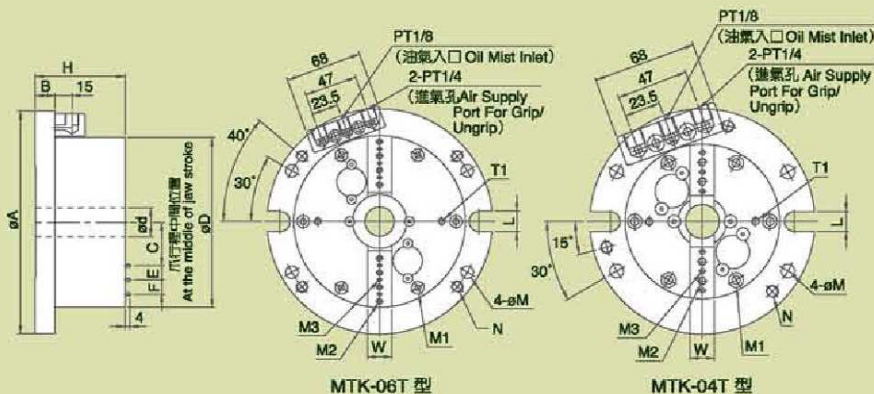 H
B 15
øA
ød
C
E
F
4
øD
爪行程中間位置
At the middle of jaw stroke
PT1/8
(油氣入口 Oil Mist Inlet)
2-PT1/4
(進氣孔 Air Supply
Port For Grip/
Ungrip)
68
47
23.5
40°
30°
T1
L
4-øM
N
M1
M3
M2
W
MTK-06T 型
PT1/8
(油氣入口 Oil Mist Inlet)
2-PT1/4
(進氣孔 Air Supply
Port For Grip/
Ungrip)
68
47
23.5
T1
L
15°
30°
4-øM
N
M1
M3
M2
W
MTK-04T 型